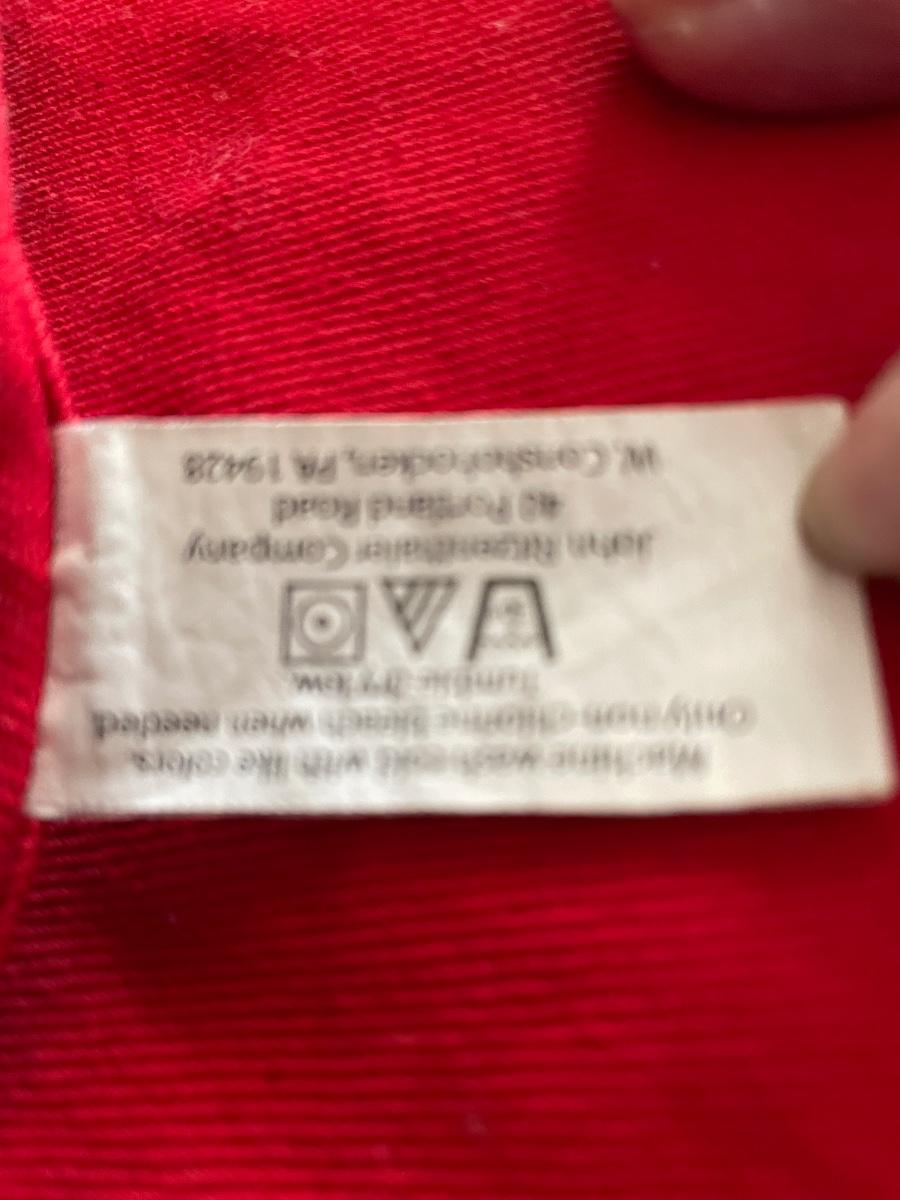 Machine wash cold with like colors.
Only non-chlorine bleach when needed.
Tumble dry low.
John Ritzenthaler Company
40 Portland Road
W. Conshohocken, PA 19428